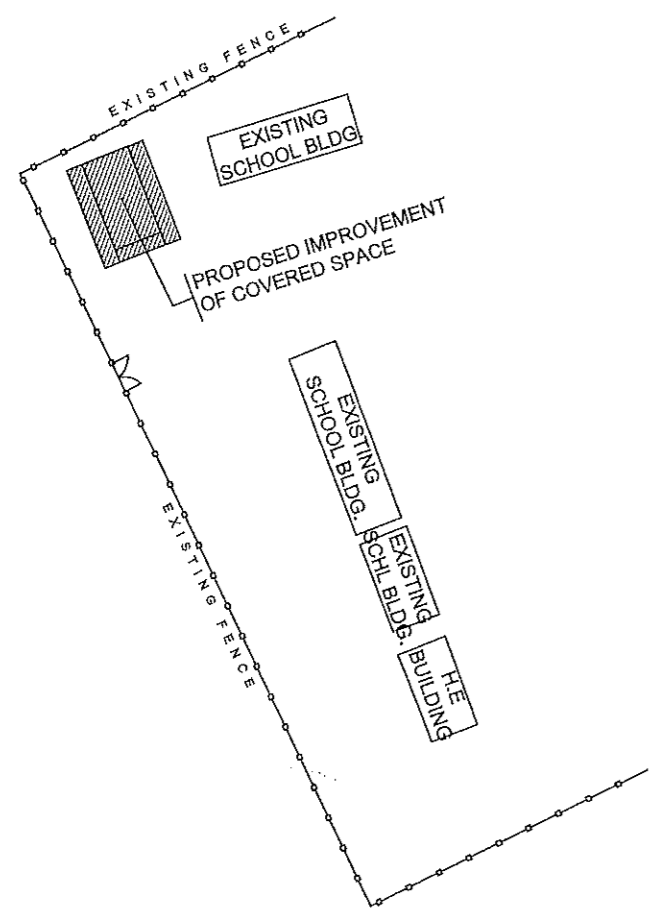 EXISTING FENCE
EXISTING
SCHOOL BLDG.
PROPOSED IMPROVEMENT
OF COVERED SPACE
EXISTING
SCHOOL BLDG.
EXISTING
SCHL BLDG.
EXISTING FENCE
H.E
BUILDING